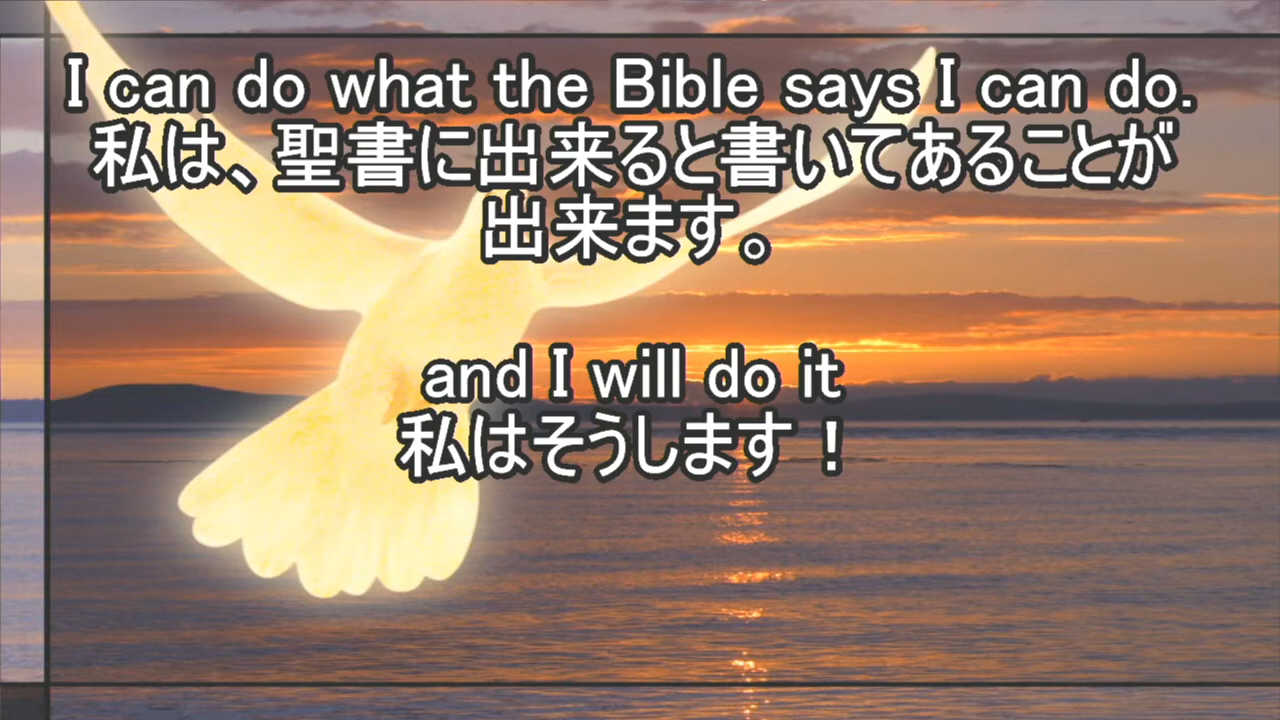 I can do what the Bible says I can do.
私は、聖書に出来ると書いてあることが
出来ます。
and I will do it
私はそうします！